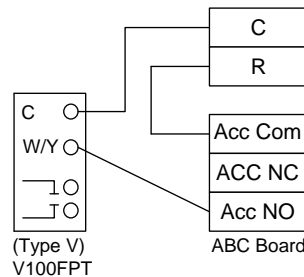 C
R
C
W/Y
Acc Com
ACC NC
Acc NO
(Type V)
V100FPT
ABC Board